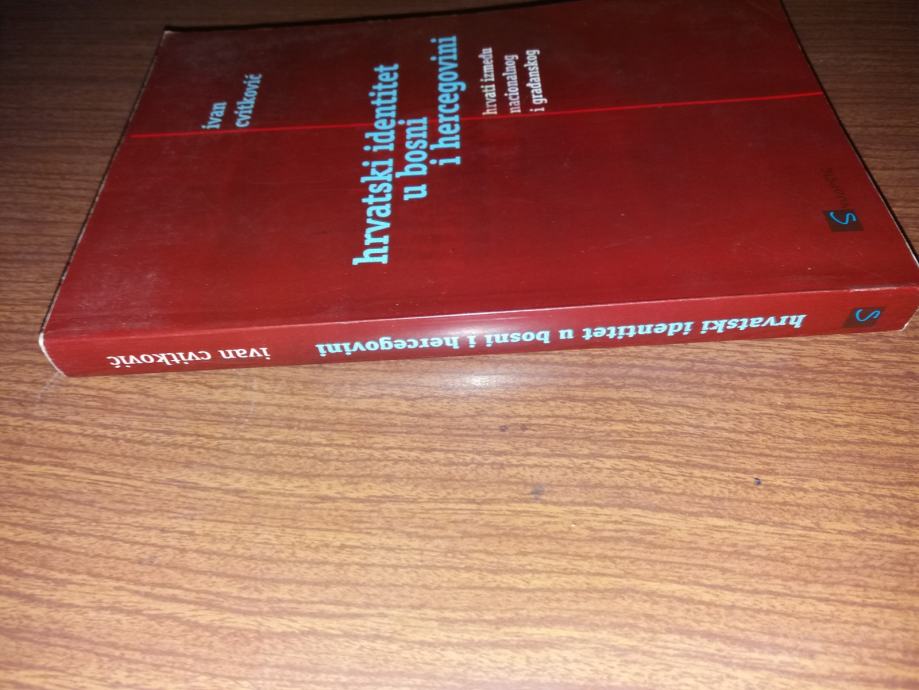 ivan
cvitković
hrvatski identitet
u bosni
i hercegovini
hrvati između
nacionalnog
i građanskog
S
ivan cvitković
hrvatski identitet u bosni i hercegovini
S